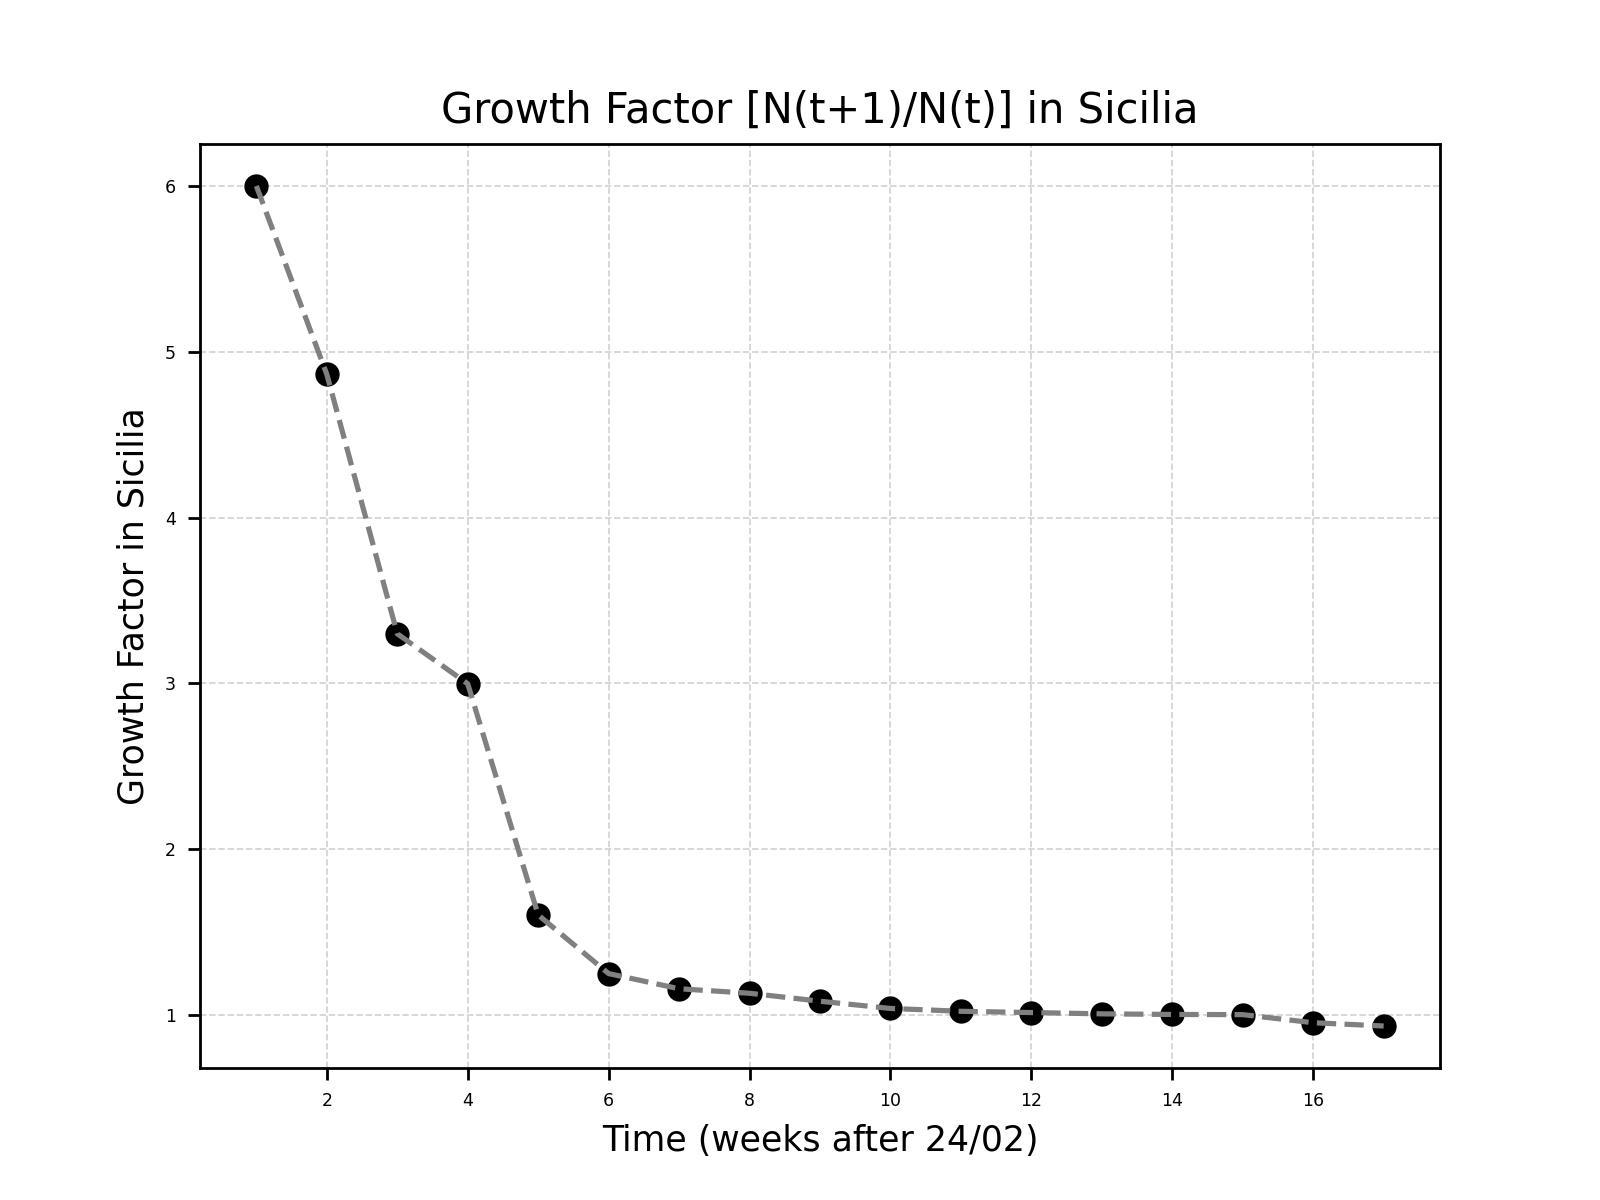 Growth Factor [N(t+1)/N(t)] in Sicilia
Growth Factor in Sicilia
6
5
4
3
2
1
2 4 6 8 10 12 14 16
Time (weeks after 24/02)